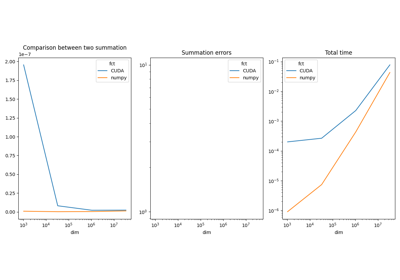 Comparison between two summation
1e−7
2.00
1.75
1.50
1.25
1.00
0.75
0.50
0.25
0.00
10³ 10⁴ 10⁵ 10⁶ 10⁷
dim
fct
CUDA
numpy
Summation errors
10¹
10⁰
10³ 10⁴ 10⁵ 10⁶ 10⁷
dim
fct
CUDA
numpy
Total time
10⁻¹
10⁻²
10⁻³
10⁻⁴
10⁻⁵
10⁻⁶
10³ 10⁴ 10⁵ 10⁶ 10⁷
dim
fct
CUDA
numpy